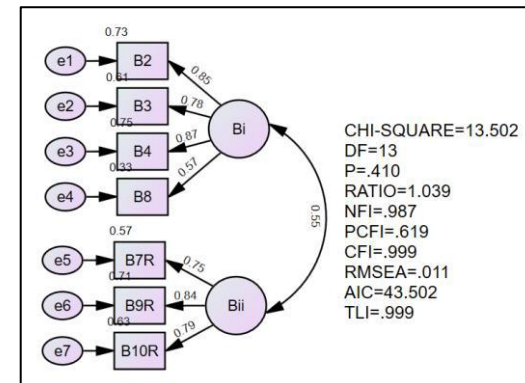 0.73
e1 B2 0.85
0.61
e2 B3 0.78
0.75
e3 B4 0.87
Bi
0.33
e4 B8 0.57
0.55
0.57
e5 B7R 0.75
0.71
e6 B9R 0.84
Bii
0.63
e7 B10R 0.79
CHI-SQUARE=13.502
DF=13
P=.410
RATIO=1.039
NFI=.987
PCFI=.619
CFI=.999
RMSEA=.011
AIC=43.502
TLI=.999